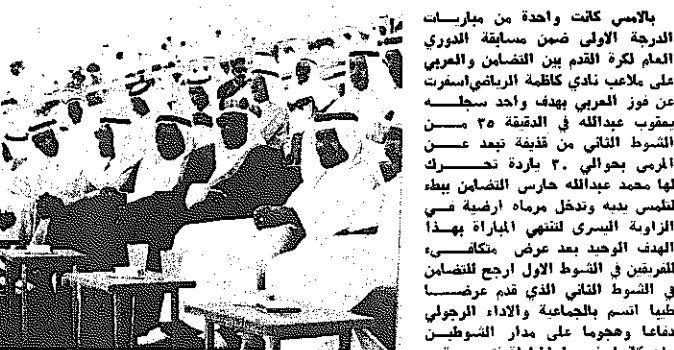 بالامس كانت واحدة من مباريات
الدرجة الاولى ضمن مسابقة الدوري
العام لكرة القدم بين التضامن والعربي
على ملاعب نادي كاظمة الرياضي اسفرت
عن فوز العربي بهدف واحد سجله
يعقوب عبدالله في الدقيقة ٣٥ من
الشوط الثاني من قذيفة تبعد عن
المرمى بحوالي ٣٠ ياردة تحرك
لها محمد عبدالله حارس التضامن ببطء
لتلمس يديه وتدخل مرماه ارضية في
الزاوية اليسرى لتنتهي المباراة بهذا
الهدف الوحيد بعد عرض متكافىء
للفريقين في الشوط الاول ارجح للتضامن
في الشوط الثاني الذي قدم عرضا
طيبا اتسم بالجماعية والاداء الرجولي
دفاعا وهجوما على مدار الشوطين